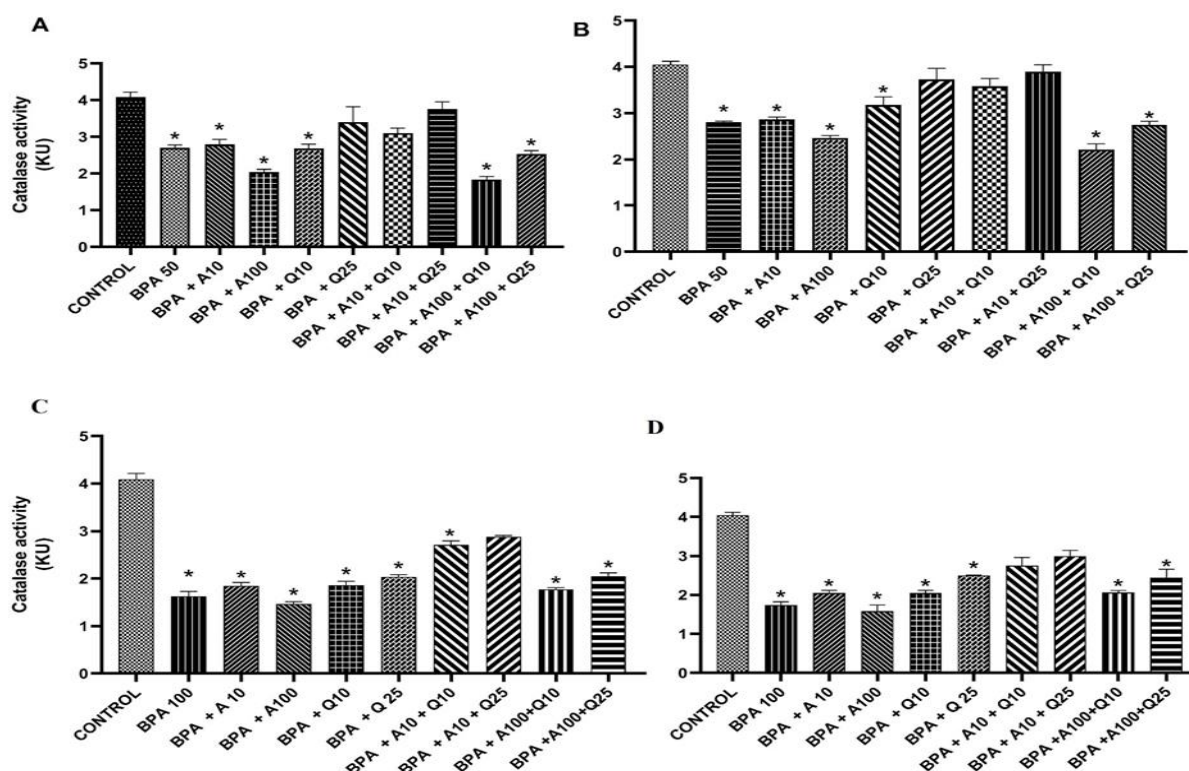 A
Catalase activity
(KU)
5
4
3
2
1
0
* * * * * *
CONTROL
BPA 50
BPA + A10
BPA + A100
BPA + Q10
BPA + Q25
BPA + A10 + Q10
BPA + A10 + Q25
BPA + A100 + Q10
BPA + A100 + Q25
B
5
4
3
2
1
0
* * * * * *
CONTROL
BPA 50
BPA + A10
BPA + A100
BPA + Q10
BPA + Q25
BPA + A10 + Q10
BPA + A10 + Q25
BPA + A100 + Q10
BPA + A100 + Q25
C
Catalase activity
(KU)
5
4
3
2
1
0
* * * * * * * *
CONTROL
BPA 100
BPA + A 10
BPA + A100
BPA + Q10
BPA + Q 25
BPA + A10 + Q10
BPA + A10 + Q25
BPA + A100+Q10
BPA +A100+Q25
D
5
4
3
2
1
0
* * * * * * *
CONTROL
BPA 100
BPA + A 10
BPA + A100
BPA + Q10
BPA + Q 25
BPA + A10 + Q10
BPA + A10 + Q25
BPA +A100+Q10
BPA +A100+Q25